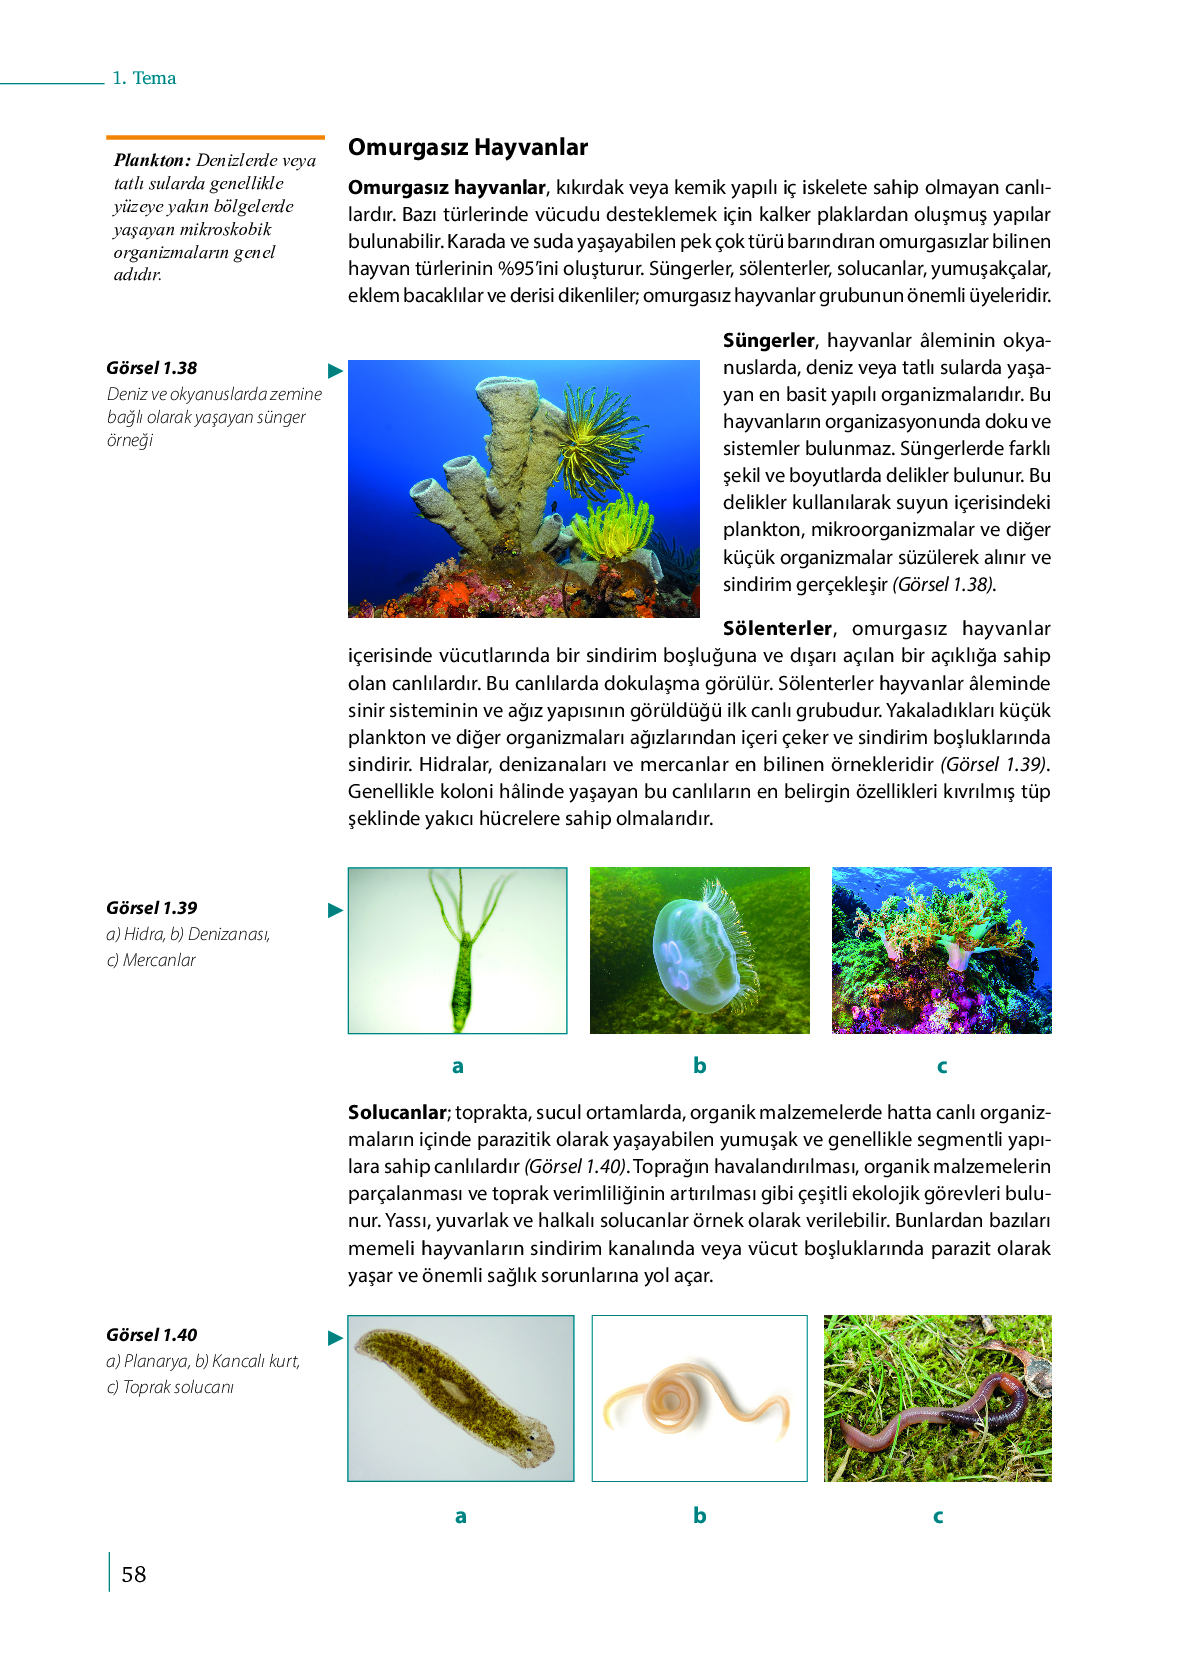 1. Tema
Plankton: Denizlerde veya
tatlı sularda genellikle
yüzeye yakın bölgelerde
yaşayan mikroskobik
organizmaların genel
adıdır.
Omurgasız Hayvanlar
Omurgasız hayvanlar, kıkırdak veya kemik yapılı iç iskelete sahip olmayan canlı-
lardır. Bazı türlerinde vücudu desteklemek için kalker plaklardan oluşmuş yapılar
bulunabilir. Karada ve suda yaşayabilen pek çok türü barındıran omurgasızlar bilinen
hayvan türlerinin %95’ini oluşturur. Süngerler, sölenterler, solucanlar, yumuşakçalar,
eklem bacaklılar ve derisi dikenliler; omurgasız hayvanlar grubunun önemli üyeleridir.
Görsel 1.38
Deniz ve okyanuslarda zemine
bağlı olarak yaşayan sünger
örneği
Süngerler, hayvanlar âleminin okya-
nuslarda, deniz veya tatlı sularda yaşa-
yan en basit yapılı organizmalarıdır. Bu
hayvanların organizasyonunda doku ve
sistemler bulunmaz. Süngerlerde farklı
şekil ve boyutlarda delikler bulunur. Bu
delikler kullanılarak suyun içerisindeki
plankton, mikroorganizmalar ve diğer
küçük organizmalar süzülerek alınır ve
sindirim gerçekleşir (Görsel 1.38).
Sölenterler, omurgasız hayvanlar
içerisinde vücutlarında bir sindirim boşluğuna ve dışarı açılan bir açıklığa sahip
olan canlılardır. Bu canlılarda dokulaşma görülür. Sölenterler hayvanlar âleminde
sinir sisteminin ve ağız yapısının görüldüğü ilk canlı grubudur. Yakaladıkları küçük
plankton ve diğer organizmaları ağızlarından içeri çeker ve sindirim boşluklarında
sindirir. Hidralar, denizanaları ve mercanlar en bilinen örnekleridir (Görsel 1.39).
Genellikle koloni hâlinde yaşayan bu canlıların en belirgin özellikleri kıvrılmış tüp
şeklinde yakıcı hücrelere sahip olmalarıdır.
Görsel 1.39
a) Hidra, b) Denizanası,
c) Mercanlar
a b c
Solucanlar; toprakta, sucul ortamlarda, organik malzemelerde hatta canlı organiz-
maların içinde parazitik olarak yaşayabilen yumuşak ve genellikle segmentli yapı-
lara sahip canlılardır (Görsel 1.40). Toprağın havalandırılması, organik malzemelerin
parçalanması ve toprak verimliliğinin artırılması gibi çeşitli ekolojik görevleri bulu-
nur. Yassı, yuvarlak ve halkalı solucanlar örnek olarak verilebilir. Bunlardan bazıları
memeli hayvanların sindirim kanalında veya vücut boşluklarında parazit olarak
yaşar ve önemli sağlık sorunlarına yol açar.
Görsel 1.40
a) Planarya, b) Kancalı kurt,
c) Toprak solucanı
a b c
58